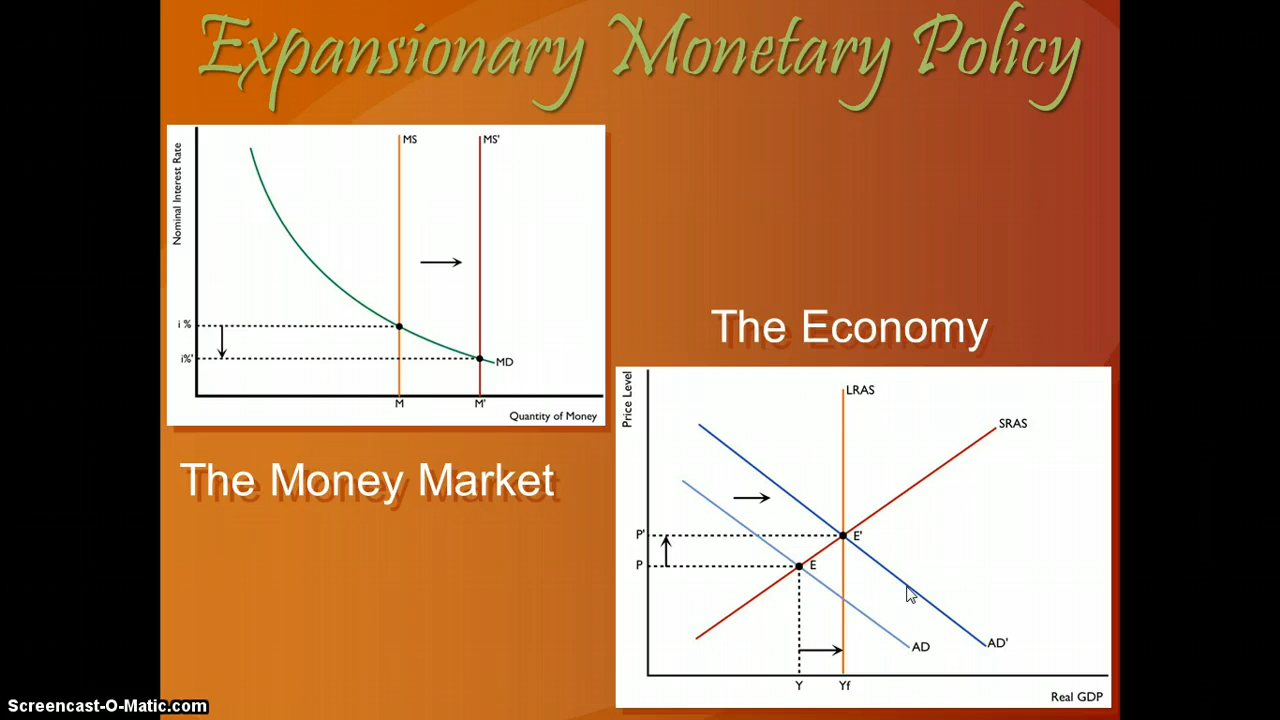 Expansionary Monetary Policy
Nominal Interest Rate
MS
MS'
i %
i%'
MD
M
M'
Quantity of Money
The Money Market
The Economy
Price Level
LRAS
SRAS
P'
E'
P
E
AD
AD'
Y
Yf
Real GDP
Screencast-O-Matic.com